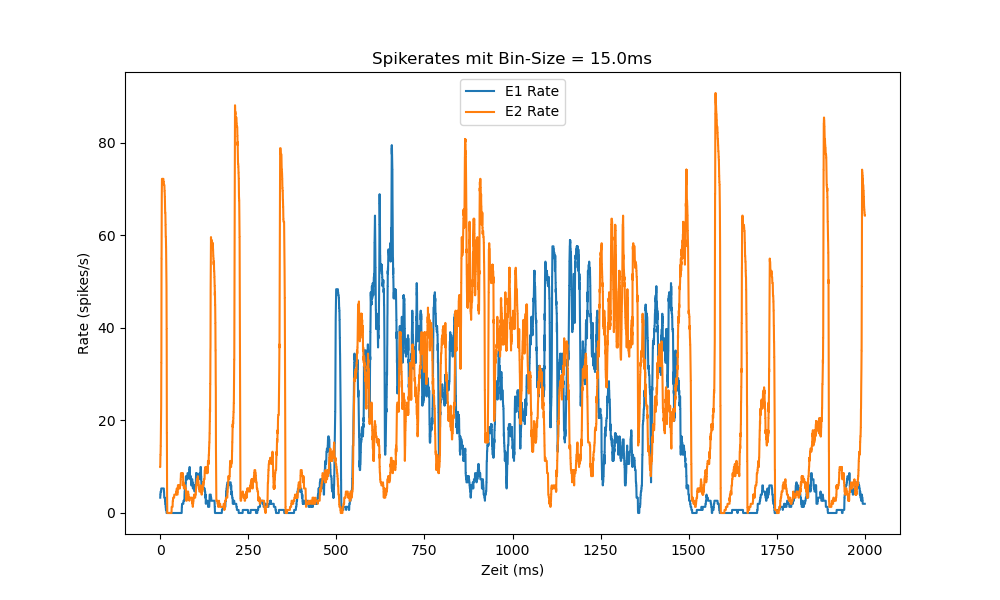 Spikerates mit Bin-Size = 15.0ms
E1 Rate
E2 Rate
Rate (spikes/s)
80
60
40
20
0
0 250 500 750 1000 1250 1500 1750 2000
Zeit (ms)